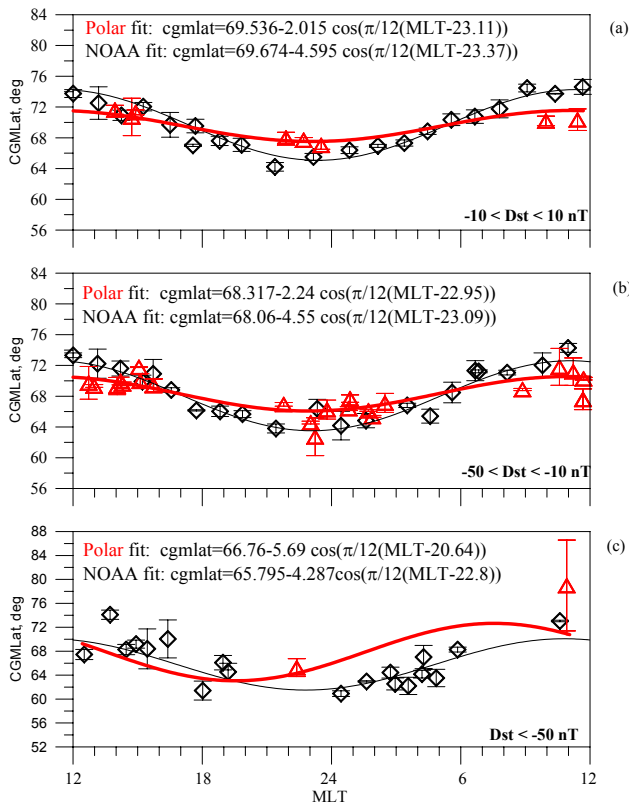 (a)
Polar fit: cgmlat=69.536-2.015 cos(π/12(MLT-23.11))
NOAA fit: cgmlat=69.674-4.595 cos(π/12(MLT-23.37))
84
80
76
72
68
64
60
56
CGMLat, deg
-10 < Dst < 10 nT
(b)
Polar fit: cgmlat=68.317-2.24 cos(π/12(MLT-22.95))
NOAA fit: cgmlat=68.06-4.55 cos(π/12(MLT-23.09))
84
80
76
72
68
64
60
56
CGMLat, deg
-50 < Dst < -10 nT
(c)
Polar fit: cgmlat=66.76-5.69 cos(π/12(MLT-20.64))
NOAA fit: cgmlat=65.795-4.287cos(π/12(MLT-22.8))
88
84
80
76
72
68
64
60
56
52
CGMLat, deg
Dst < -50 nT
12 18 24 6 12
MLT